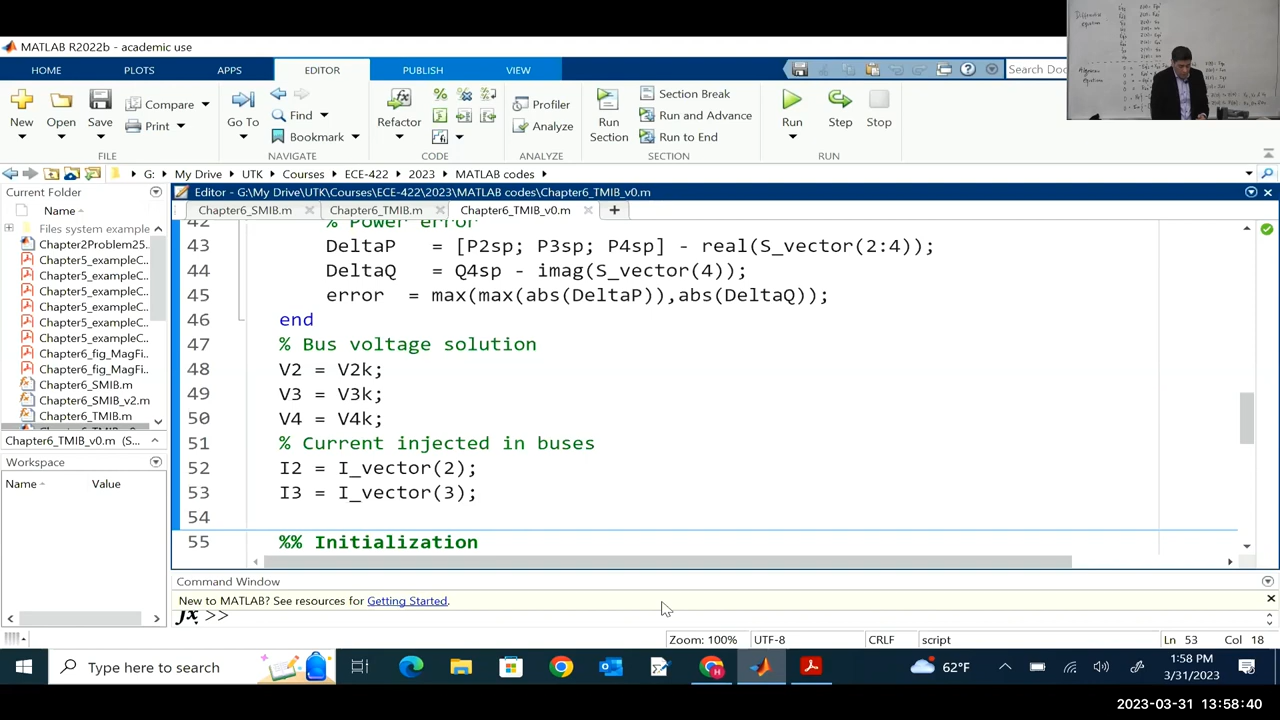 MATLAB R2022b - academic use
HOME
PLOTS
APPS
EDITOR
PUBLISH
VIEW
Search Doc
New
Open
Save
Compare
Print
FILE
Go To
Find
Bookmark
NAVIGATE
Refactor
CODE
Profiler
Analyze
ANALYZE
Run Section
Section Break
Run and Advance
Run to End
SECTION
Run
Step
Stop
RUN
G: My Drive UTK Courses ECE-422 2023 MATLAB codes
Current Folder
Name
Files system example
Chapter2Problem25...
Chapter5_exampleC...
Chapter5_exampleC...
Chapter5_exampleC...
Chapter5_exampleC...
Chapter5_exampleC...
Chapter5_exampleC...
Chapter6_fig_MagFi..
Chapter6_fig_MagFi..
Chapter6_SMIB.m
Chapter6_SMIB_v2.m
Chapter6_TMIB.m
Chapter6_TMIB_v0.m (S...
Workspace
Name Value
Editor - G:\My Drive\UTK\Courses\ECE-422\2023\MATLAB codes\Chapter6_TMIB_v0.m
Chapter6_SMIB.m
Chapter6_TMIB.m
Chapter6_TMIB_v0.m
42 % Power error
43 DeltaP = [P2sp; P3sp; P4sp] - real(S_vector(2:4));
44 DeltaQ = Q4sp - imag(S_vector(4));
45 error = max(max(abs(DeltaP)),abs(DeltaQ));
46 end
47 % Bus voltage solution
48 V2 = V2k;
49 V3 = V3k;
50 V4 = V4k;
51 % Current injected in buses
52 I2 = I_vector(2);
53 I3 = I_vector(3);
54
55 %% Initialization
Command Window
New to MATLAB? See resources for Getting Started.
fx >>
Zoom: 100% UTF-8 CRLF script Ln 53 Col 18
Type here to search
62°F
1:58 PM
3/31/2023
2023-03-31 13:58:40